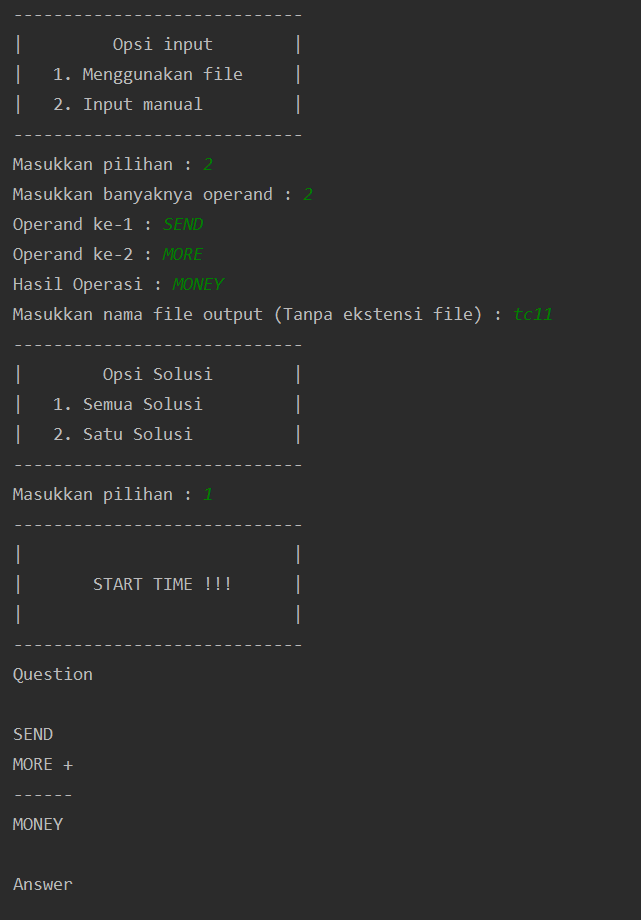 -----------------------------
|         Opsi input        |
|   1. Menggunakan file     |
|   2. Input manual         |
-----------------------------
Masukkan pilihan : 2
Masukkan banyaknya operand : 2
Operand ke-1 : SEND
Operand ke-2 : MORE
Hasil Operasi : MONEY
Masukkan nama file output (Tanpa ekstensi file) : tc11
-----------------------------
|        Opsi Solusi        |
|   1. Semua Solusi         |
|   2. Satu Solusi          |
-----------------------------
Masukkan pilihan : 1
-----------------------------
|                           |
|       START TIME !!!      |
|                           |
-----------------------------
Question

SEND
MORE +
------
MONEY

Answer